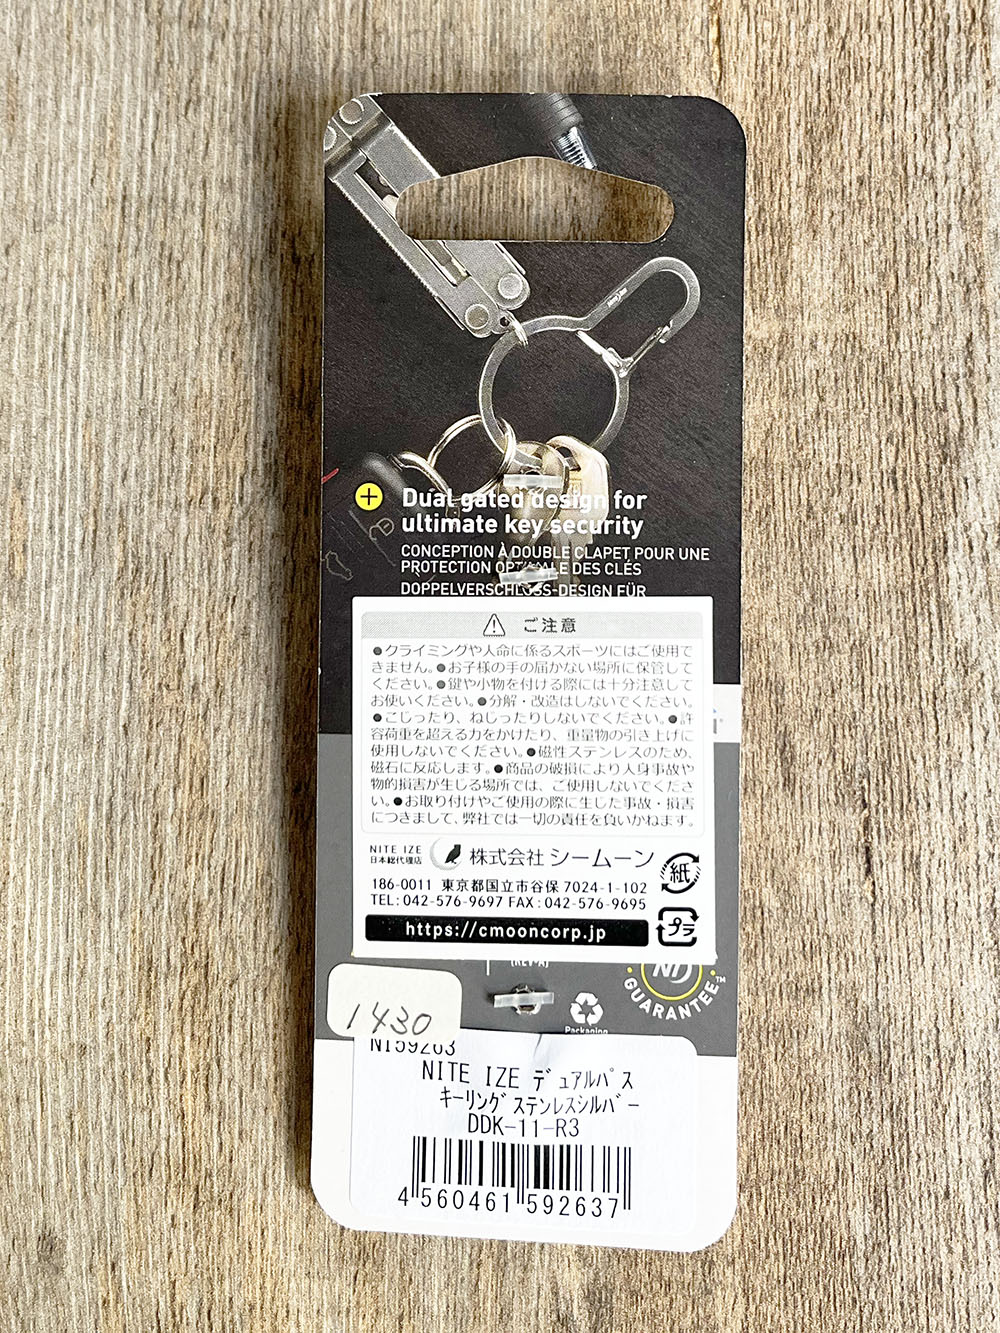 Dual gated design for
ultimate key security
CONCEPTION À DOUBLE CLAPET POUR UNE
PROTECTION OPTIMALE DES CLÉS
DOPPELVERSCHLUSS-DESIGN FÜR
ご注意
●クライミングや人命に係るスポーツにはご使用で
きません。●お子様の手の届かない場所に保管して
ください。●鍵や小物を付ける際には十分注意して
お使いください。●分解・改造はしないでください。
●こじったり、ねじったりしないでください。●許
容荷重を超える力をかけたり、重量物の引き上げに
使用しないでください。●磁性ステンレスのため、
磁石に反応します。●商品の破損により人身事故や
物的損害が生じる場所では、ご使用しないでくださ
い。●お取り付けやご使用の際に生じた事故・損害
につきまして、弊社では一切の責任を負いかねます。
NITE IZE
日本総代理店
株式会社 シームーン
紙
186-0011 東京都国立市谷保 7024-1-102
TEL:042-576-9697 FAX:042-576-9695
プラ
https://cmooncorp.jp
NI
GUARANTEE™
Packaging
1430
NI59263
NITE IZE デュアルパス
キーリングステンレスシルバー
DDK-11-R3
4 560461 592637